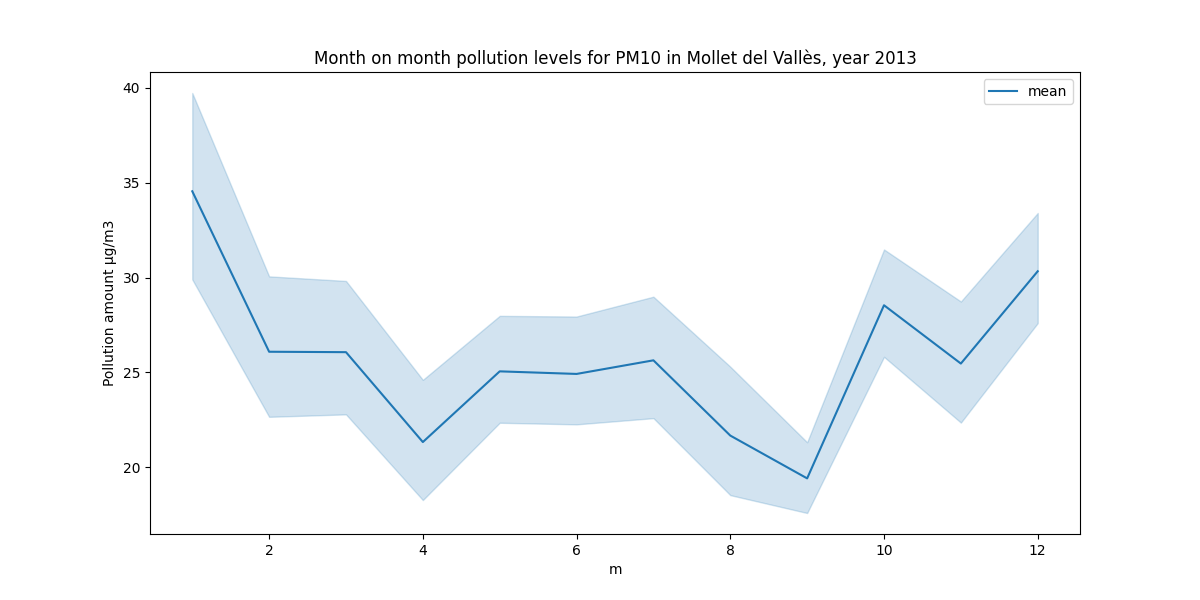 Month on month pollution levels for PM10 in Mollet del Vallès, year 2013
mean
40
35
30
25
20
Pollution amount µg/m3
2 4 6 8 10 12
m